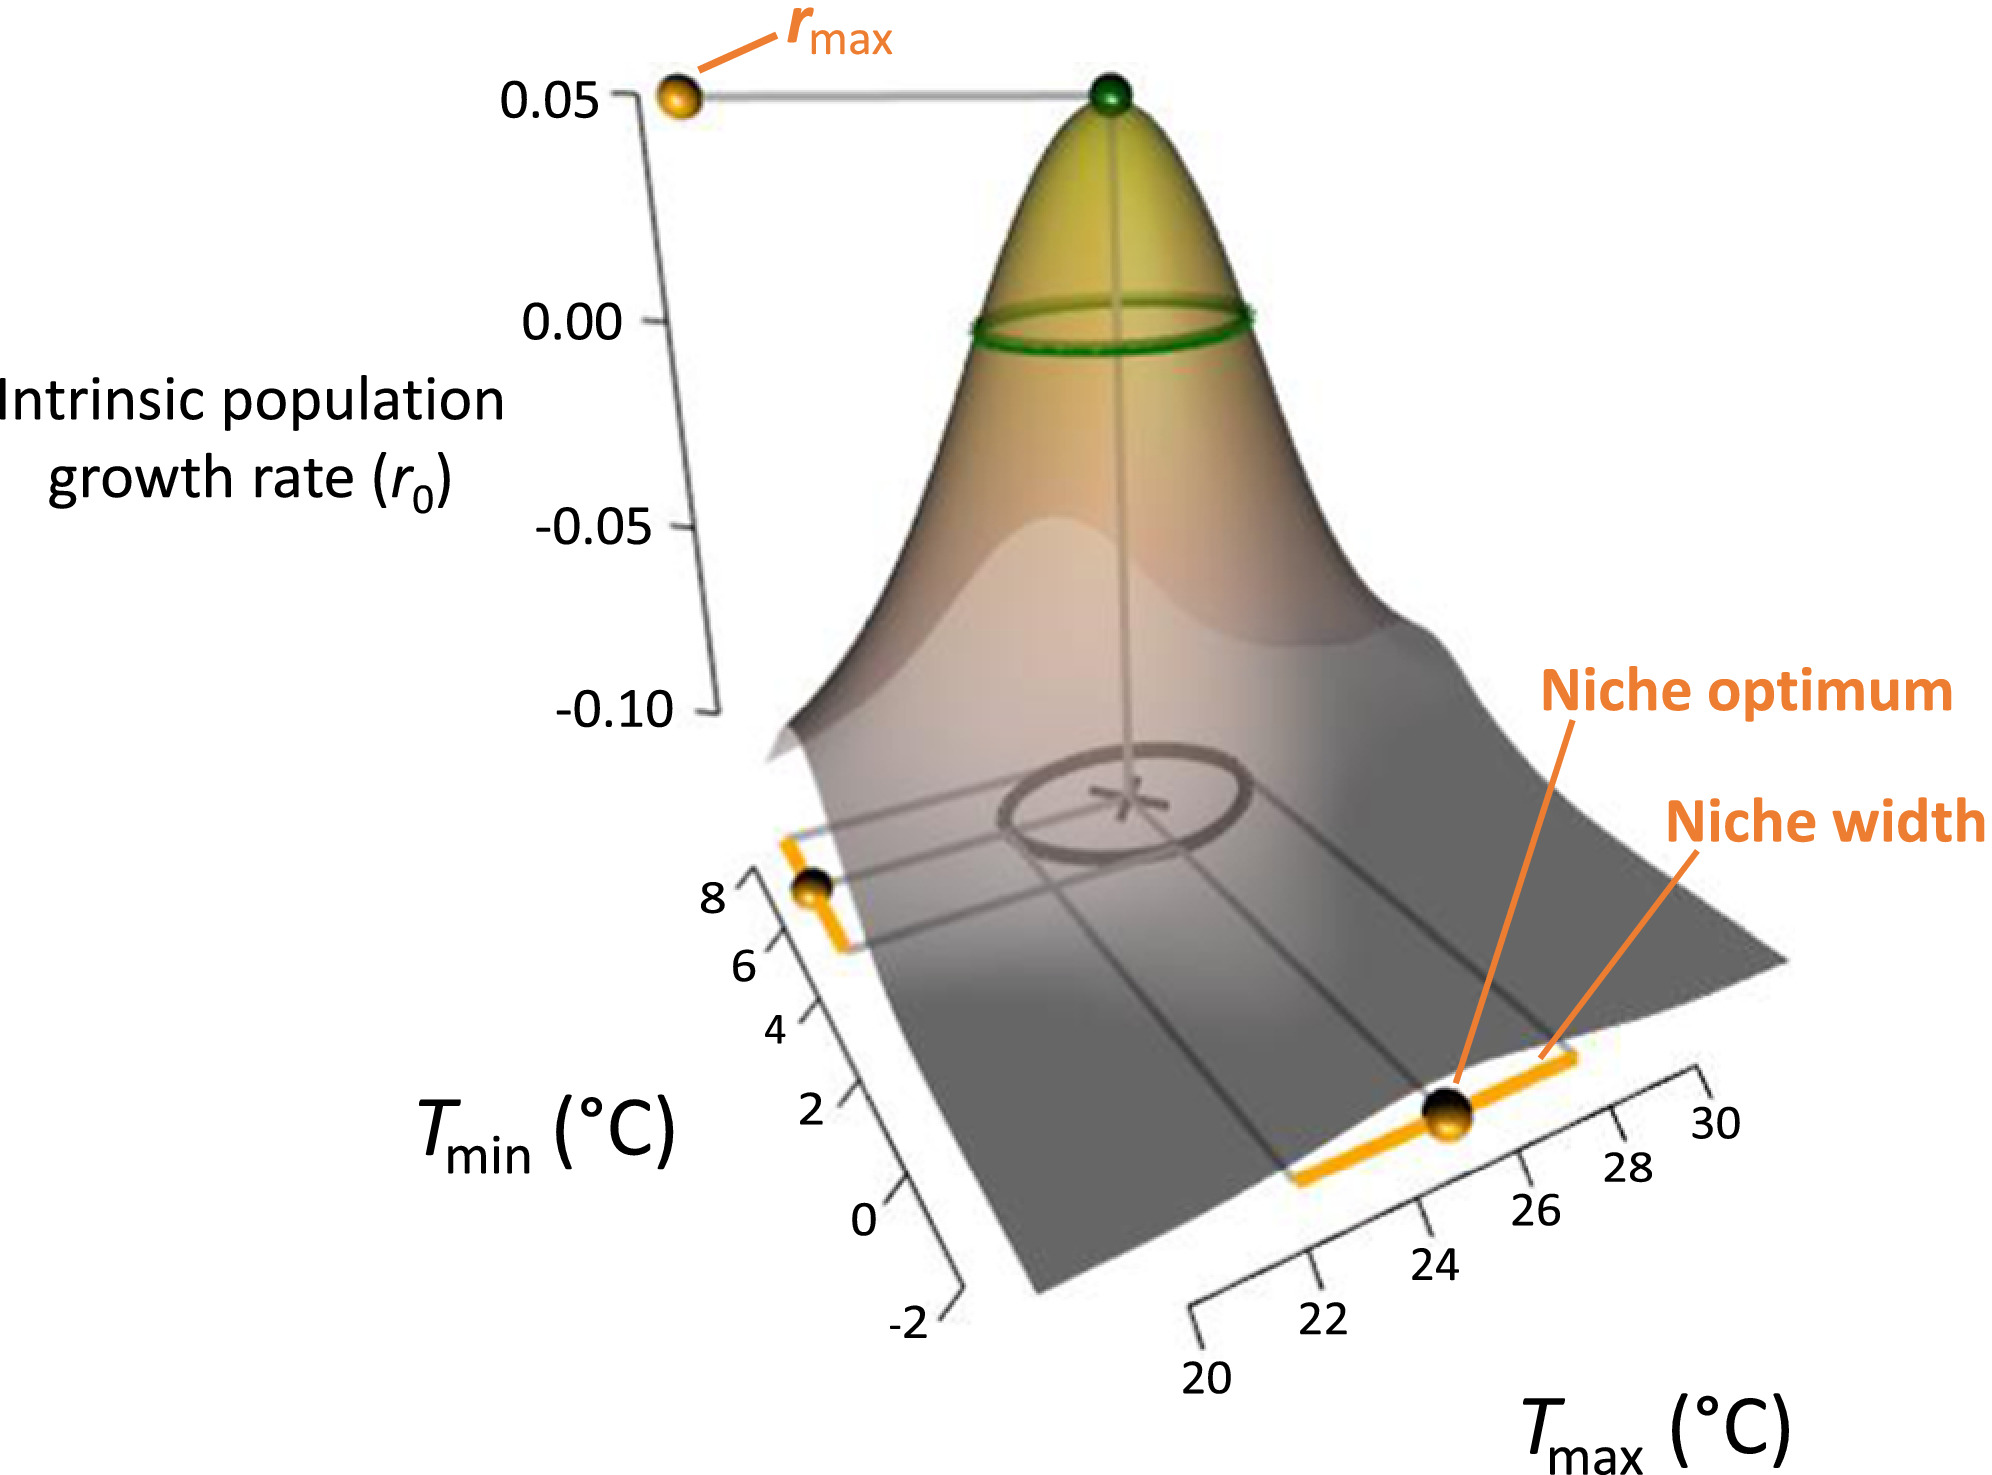 rmax
0.05
0.00
Intrinsic population
growth rate (r0)
-0.05
-0.10
Niche optimum
Niche width
8
6
4
2
0
-2
Tmin (°C)
30
28
26
24
22
20
Tmax (°C)